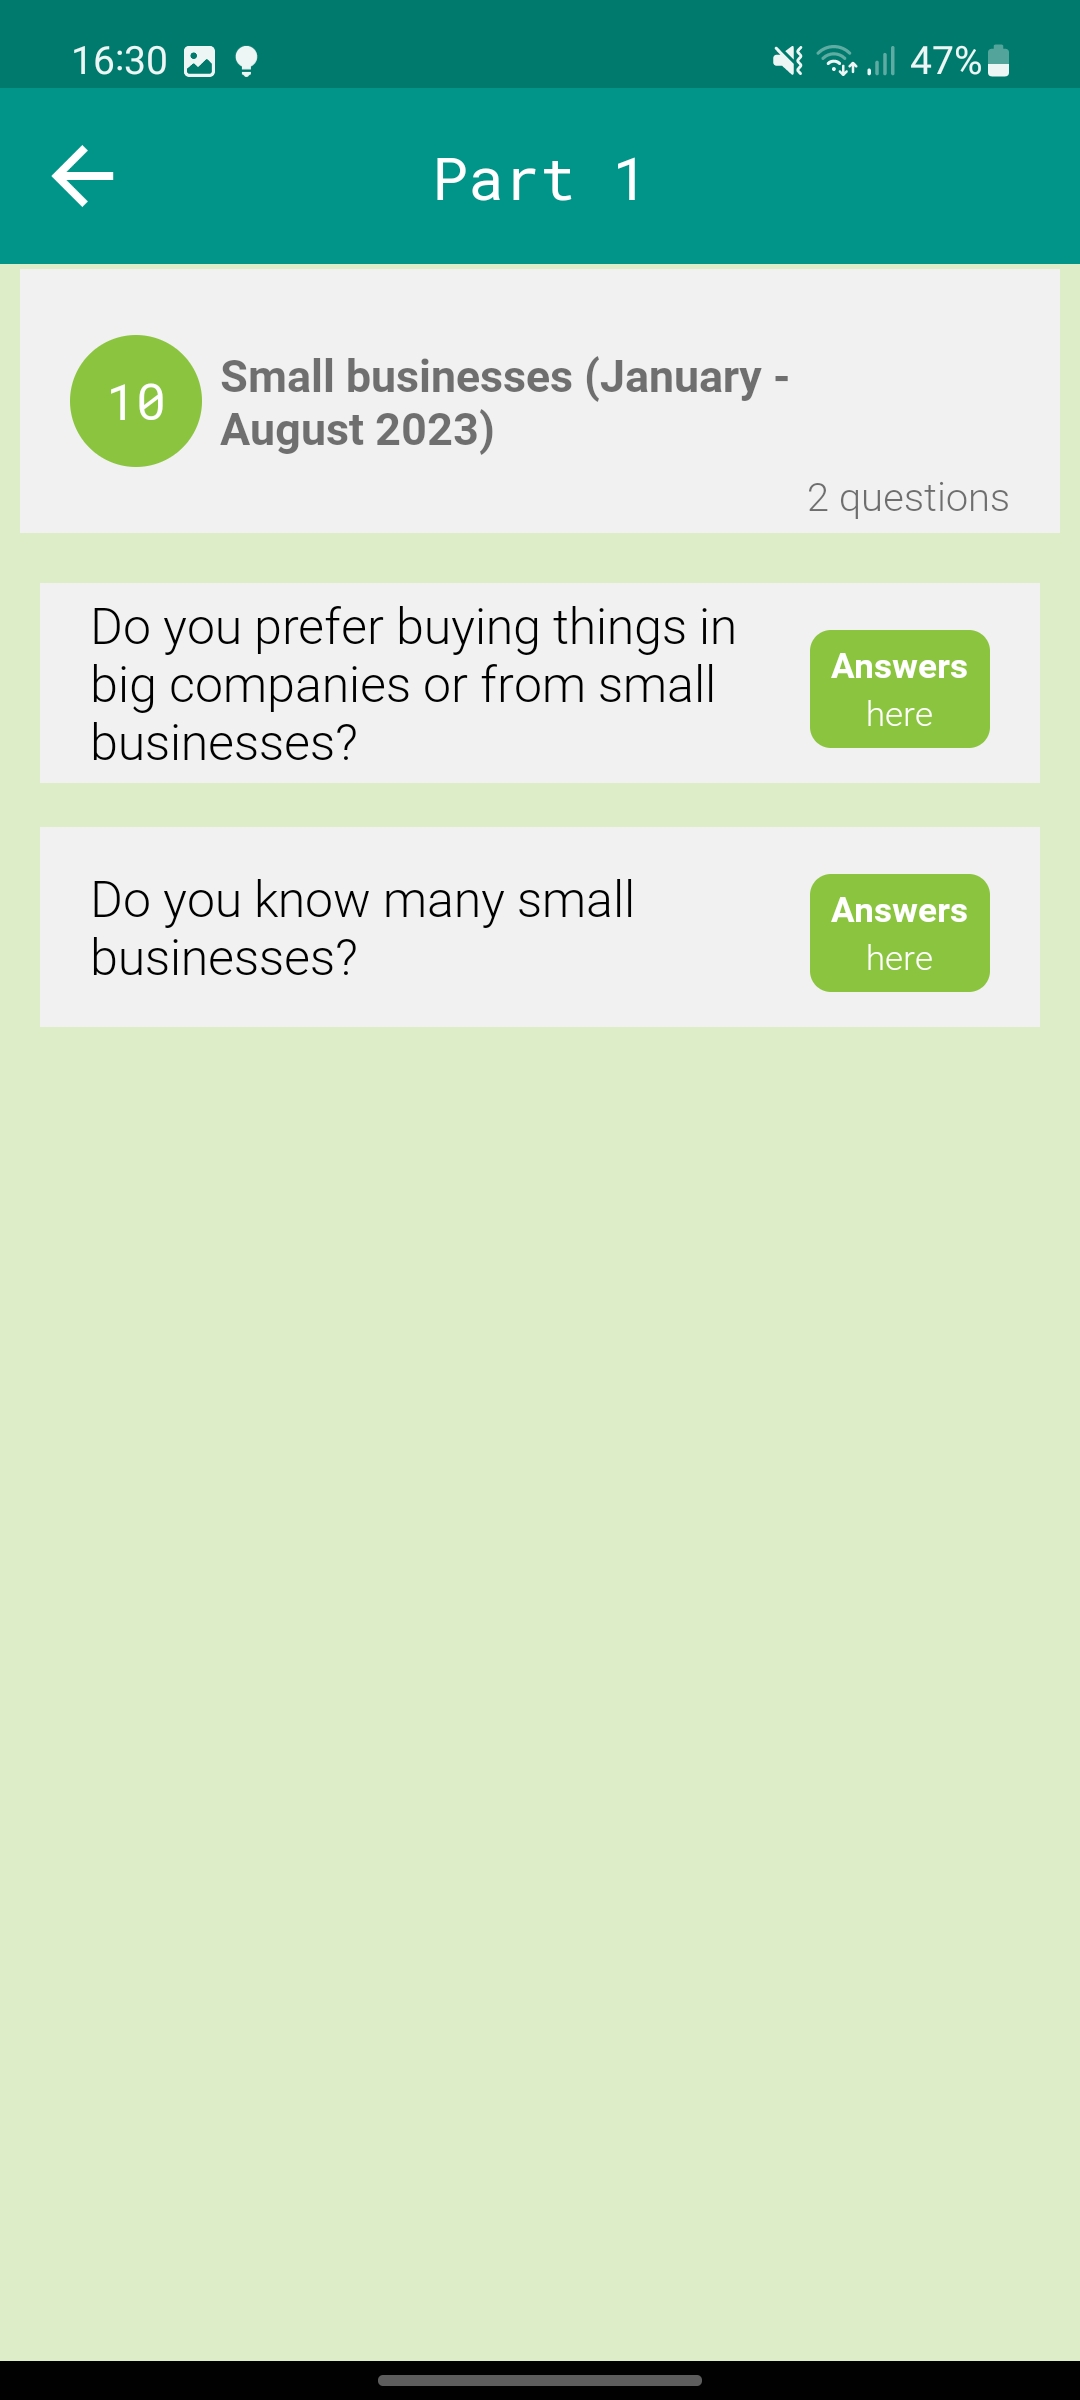 16:30
47%
Part 1
10
Small businesses (January -
August 2023)
2 questions
Do you prefer buying things in
big companies or from small
businesses?
Answers
here
Do you know many small
businesses?
Answers
here